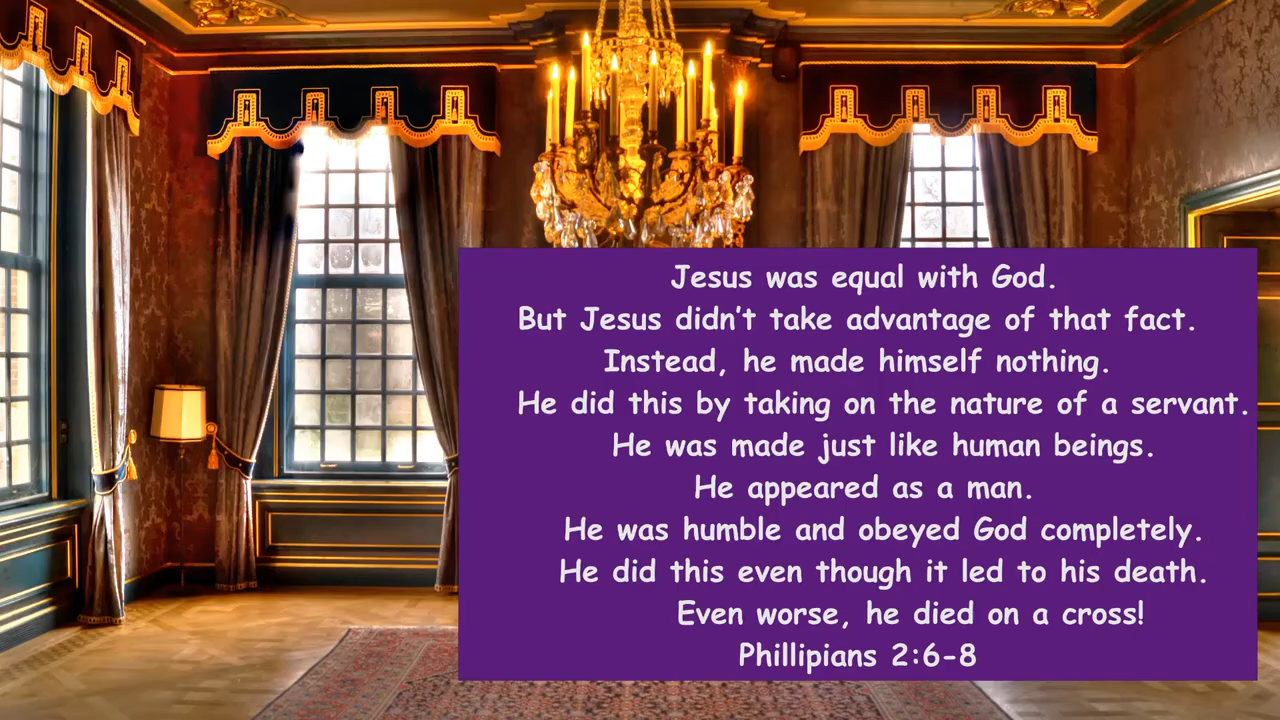 Jesus was equal with God.
But Jesus didn't take advantage of that fact.
Instead, he made himself nothing.
He did this by taking on the nature of a servant.
He was made just like human beings.
He appeared as a man.
He was humble and obeyed God completely.
He did this even though it led to his death.
Even worse, he died on a cross!
Phillipians 2:6-8